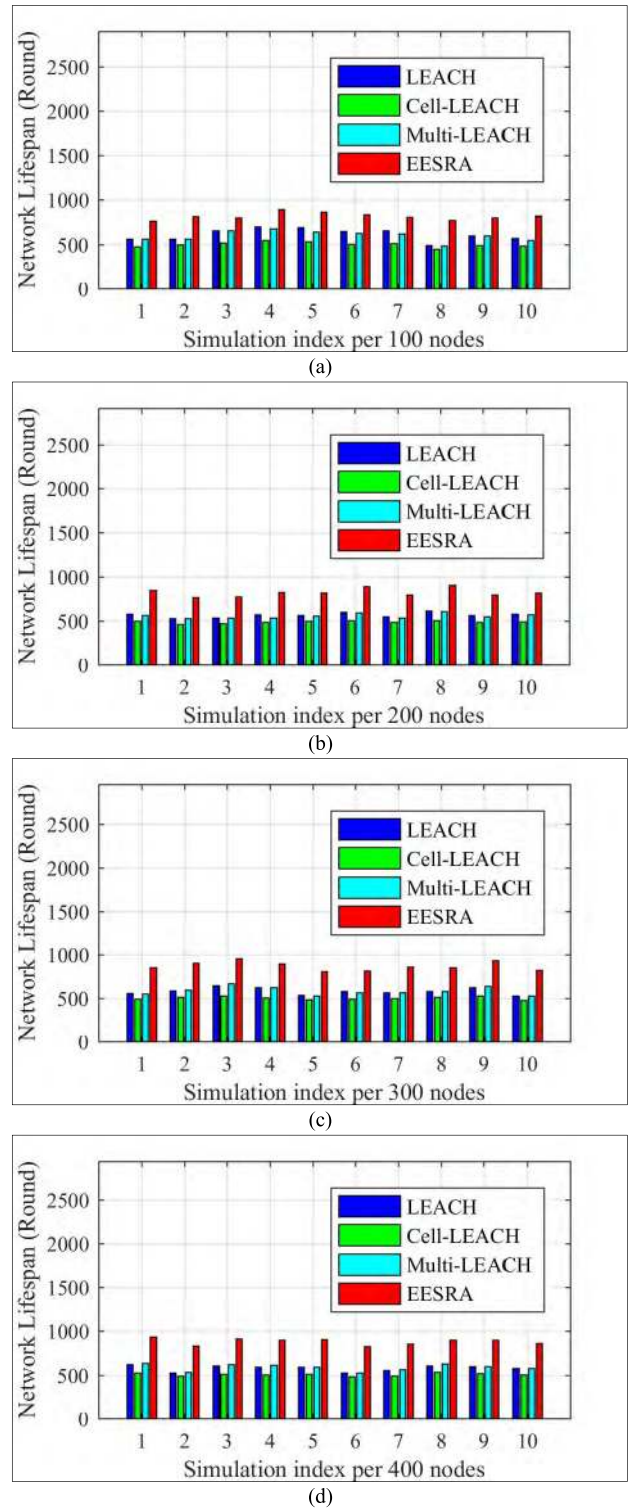 Network Lifespan (Round)
2500
2000
1500
1000
500
0
LEACH
Cell-LEACH
Multi-LEACH
EESRA
1 2 3 4 5 6 7 8 9 10
Simulation index per 100 nodes
(a)
Network Lifespan (Round)
2500
2000
1500
1000
500
0
LEACH
Cell-LEACH
Multi-LEACH
EESRA
1 2 3 4 5 6 7 8 9 10
Simulation index per 200 nodes
(b)
Network Lifespan (Round)
2500
2000
1500
1000
500
0
LEACH
Cell-LEACH
Multi-LEACH
EESRA
1 2 3 4 5 6 7 8 9 10
Simulation index per 300 nodes
(c)
Network Lifespan (Round)
2500
2000
1500
1000
500
0
LEACH
Cell-LEACH
Multi-LEACH
EESRA
1 2 3 4 5 6 7 8 9 10
Simulation index per 400 nodes
(d)